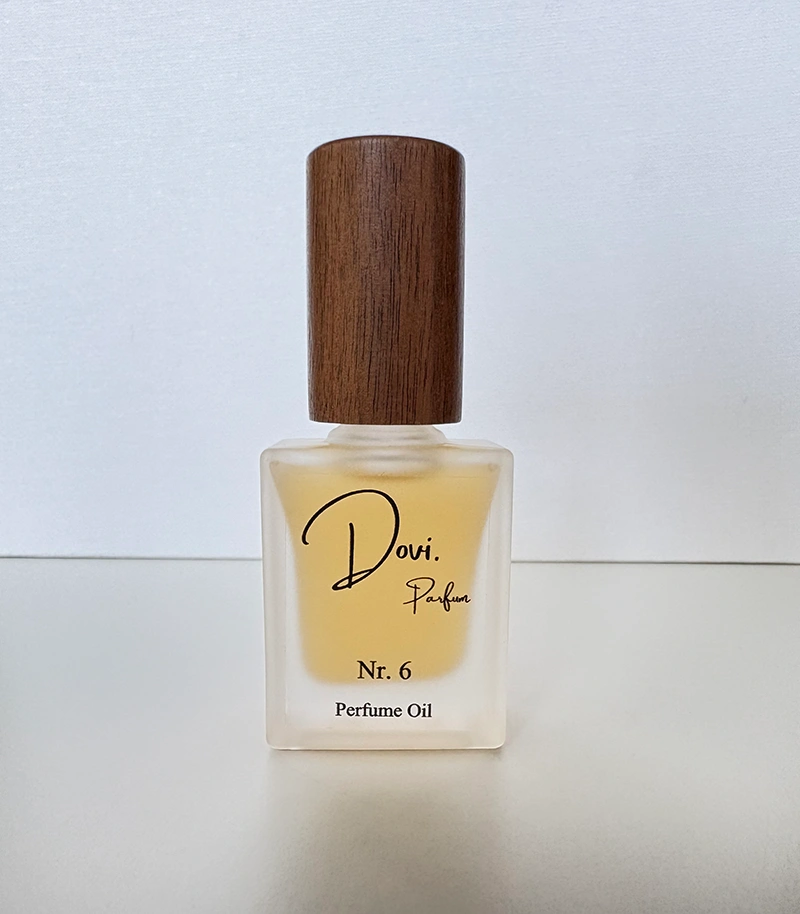 Dovi.
Parfum
Nr. 6
Perfume Oil